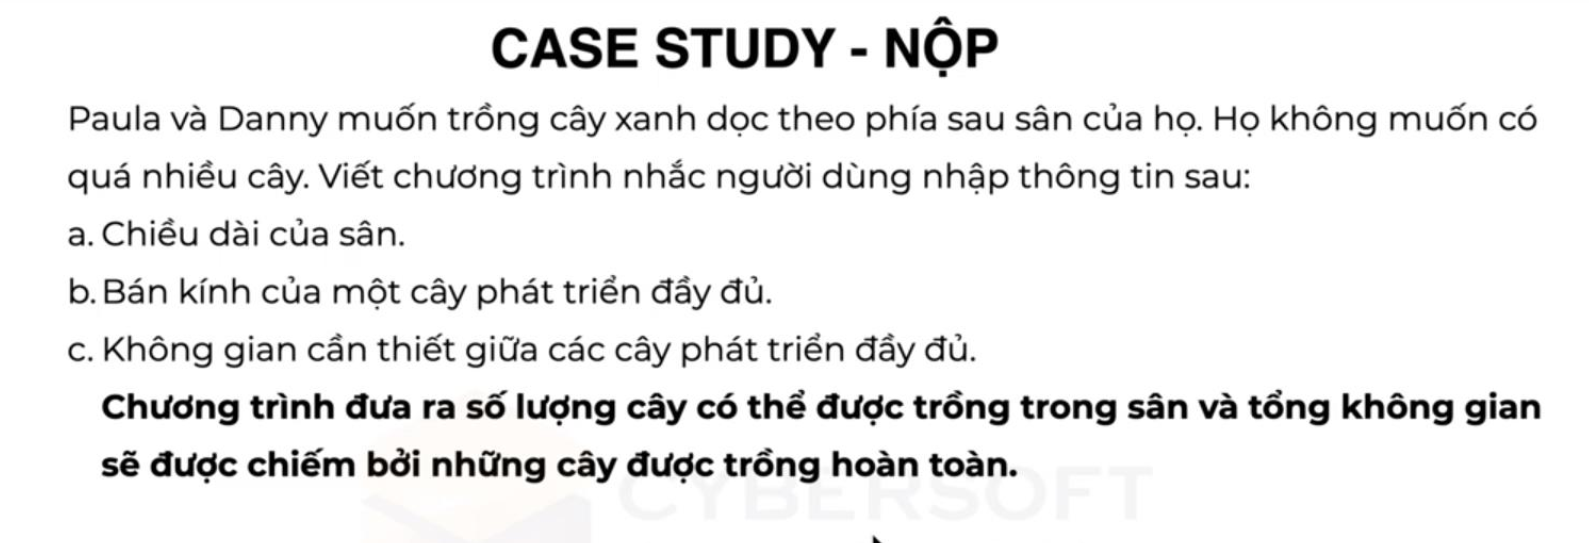 CASE STUDY - NỘP
Paula và Danny muốn trồng cây xanh dọc theo phía sau sân của họ. Họ không muốn có
quá nhiều cây. Viết chương trình nhắc người dùng nhập thông tin sau:
a. Chiều dài của sân.
b. Bán kính của một cây phát triển đầy đủ.
c. Không gian cần thiết giữa các cây phát triển đầy đủ.
Chương trình đưa ra số lượng cây có thể được trồng trong sân và tổng không gian
sẽ được chiếm bởi những cây được trồng hoàn toàn.
CYBERSOFT